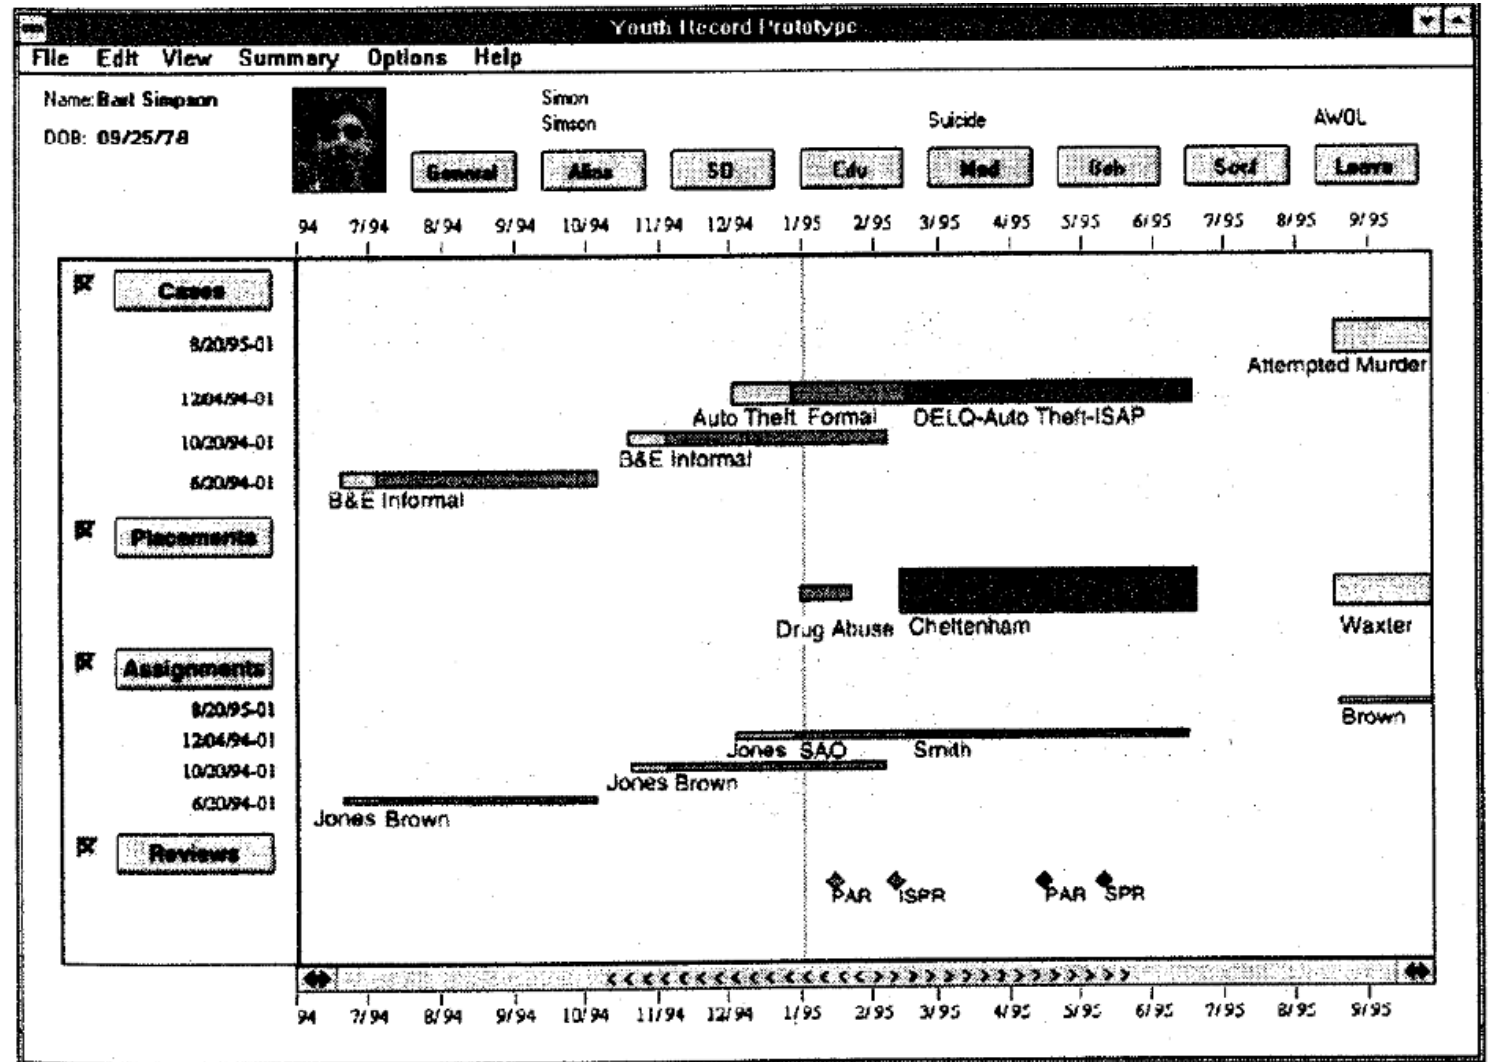 Youth Record Prototype
File Edit View Summary Options Help
Name: Bart Simpson
DOB: 09/25/78
Simon
Simson
Suicide
AWOL
General Alias SD Edu Med Beh Leave
94 7/94 8/94 9/94 10/94 11/94 12/94 1/95 2/95 3/95 4/95 5/95 6/95 7/95 8/95 9/95
Cases
8/20/95-01
Attempted Murder
12/04/94-01
Auto Theft Formal DELQ-Auto Theft-ISAP
10/20/94-01
B&E Informal
6/20/94-01
B&E Informal
Placements
Drug Abuse Cheltenham Waxter
Assignments
8/20/95-01
Brown
12/04/94-01
Jones SAO Smith
10/20/94-01
Jones Brown
6/20/94-01
Jones Brown
Reviews
PAR ISPR PAR SPR
94 7/94 8/94 9/94 10/94 11/94 12/94 1/95 2/95 3/95 4/95 5/95 6/95 7/95 8/95 9/95